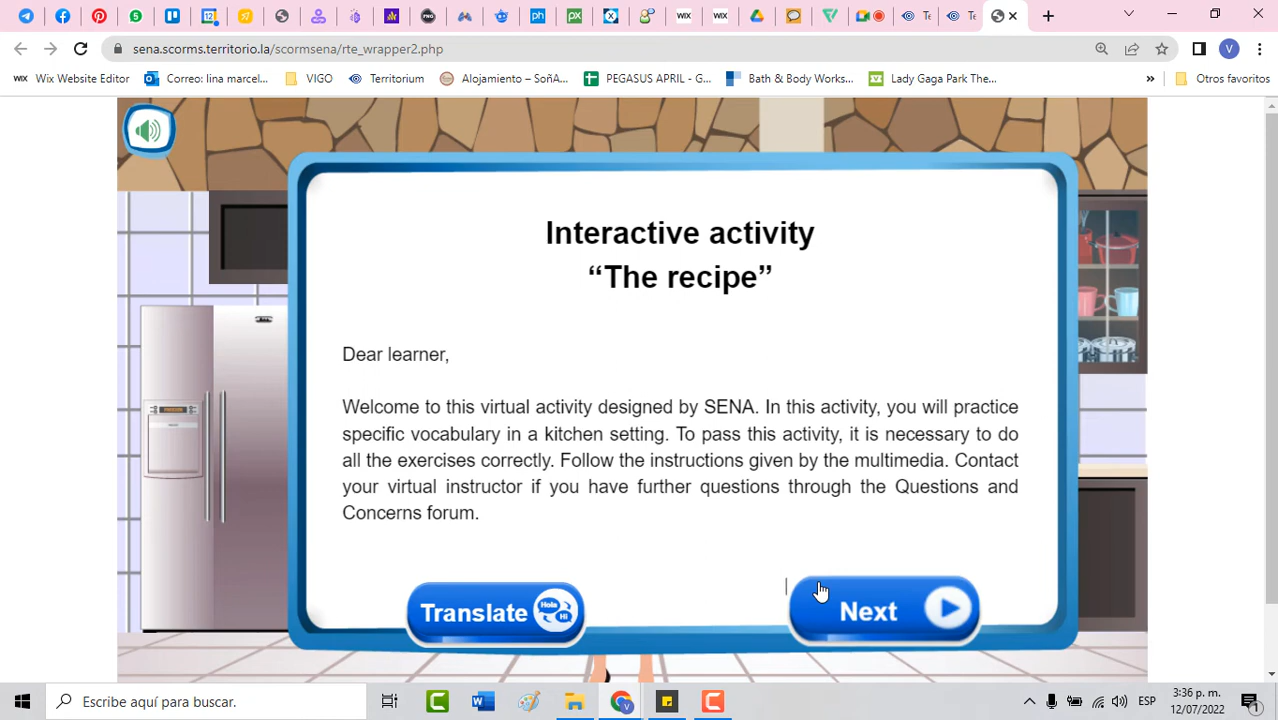 Te
Te
sena.scorms.territorio.la/scormsena/rte_wrapper2.php
V
Wix Website Editor
Correo: lina marcel...
VIGO
Territorium
Alojamiento – SoñA...
PEGASUS APRIL - G...
Bath & Body Works...
Lady Gaga Park The...
»
Otros favoritos
Interactive activity
“The recipe”
Dear learner,
Welcome to this virtual activity designed by SENA. In this activity, you will practice
specific vocabulary in a kitchen setting. To pass this activity, it is necessary to do
all the exercises correctly. Follow the instructions given by the multimedia. Contact
your virtual instructor if you have further questions through the Questions and
Concerns forum.
Translate
Hola
Hi
Next
Escribe aquí para buscar.
ESP
3:36 p. m.
12/07/2022